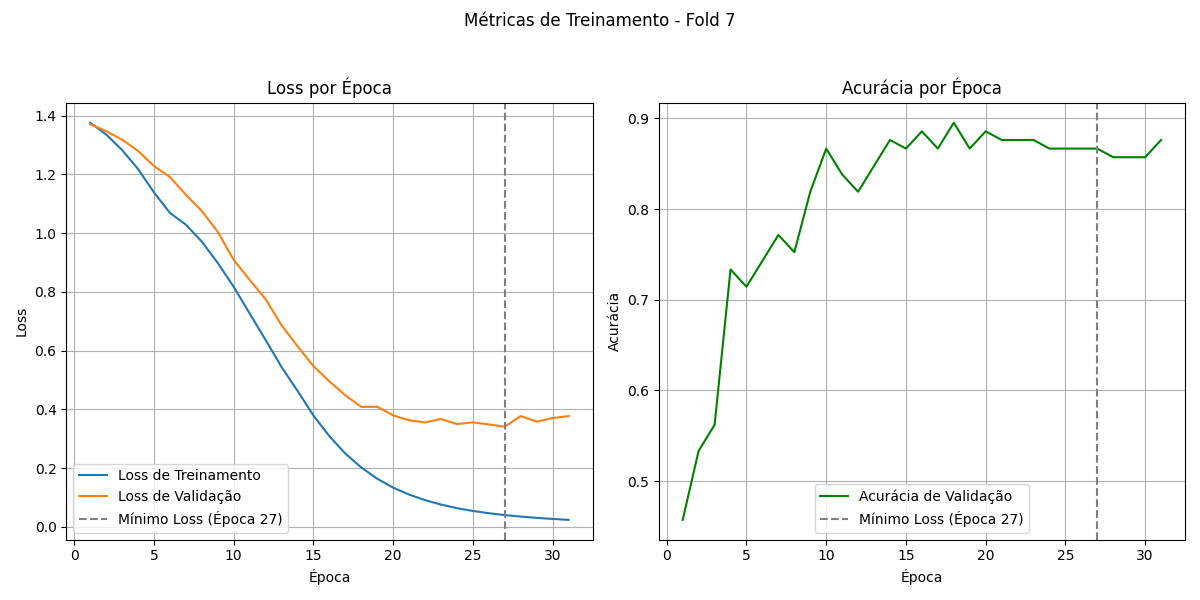 Métricas de Treinamento - Fold 7
Loss por Época
1.4
1.2
1.0
0.8
0.6
0.4
0.2
0.0
Loss
Loss de Treinamento
Loss de Validação
Mínimo Loss (Época 27)
0 5 10 15 20 25 30
Época
Acurácia por Época
0.9
0.8
0.7
0.6
0.5
Acurácia
Acurácia de Validação
Mínimo Loss (Época 27)
0 5 10 15 20 25 30
Época